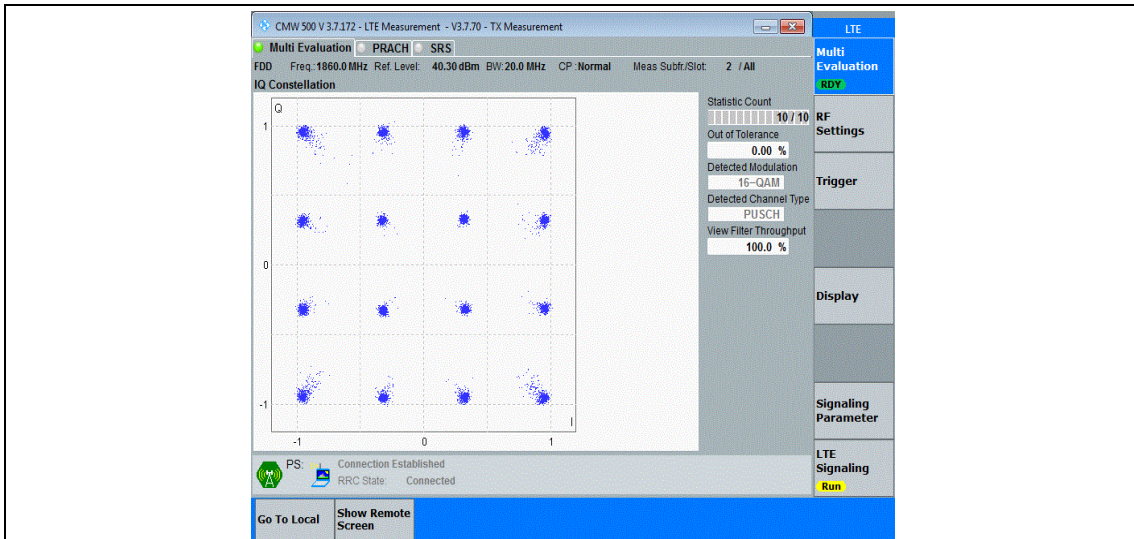 CMW 500 V 3.7.172 - LTE Measurement - V3.7.70 - TX Measurement
LTE
Multi Evaluation PRACH SRS
Multi
Evaluation
RDY
FDD Freq.:1860.0 MHz Ref. Level: 40.30 dBm BW: 20.0 MHz CP :Normal Meas Subfr./Slot: 2 / All
IQ Constellation
Q
1
0
-1
-1 0 1
I
Statistic Count
10 / 10
Out of Tolerance
0.00 %
Detected Modulation
16-QAM
Detected Channel Type
PUSCH
View Filter Throughput
100.0 %
RF
Settings
Trigger
Display
Signaling
Parameter
LTE
Signaling
Run
PS: Connection Established
RRC State: Connected
Go To Local
Show Remote
Screen